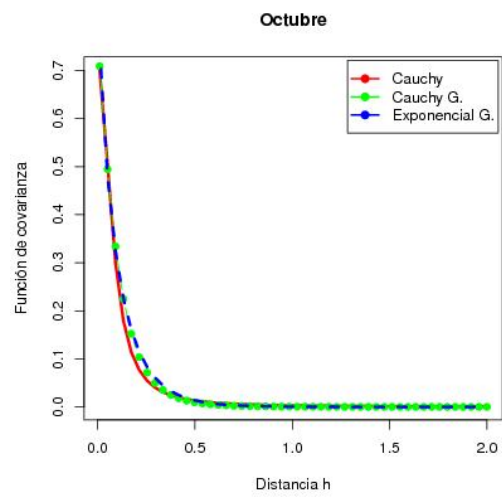 Octubre
Cauchy
Cauchy G.
Exponencial G.
Función de covarianza
0.7
0.6
0.5
0.4
0.3
0.2
0.1
0.0
0.0 0.5 1.0 1.5 2.0
Distancia h